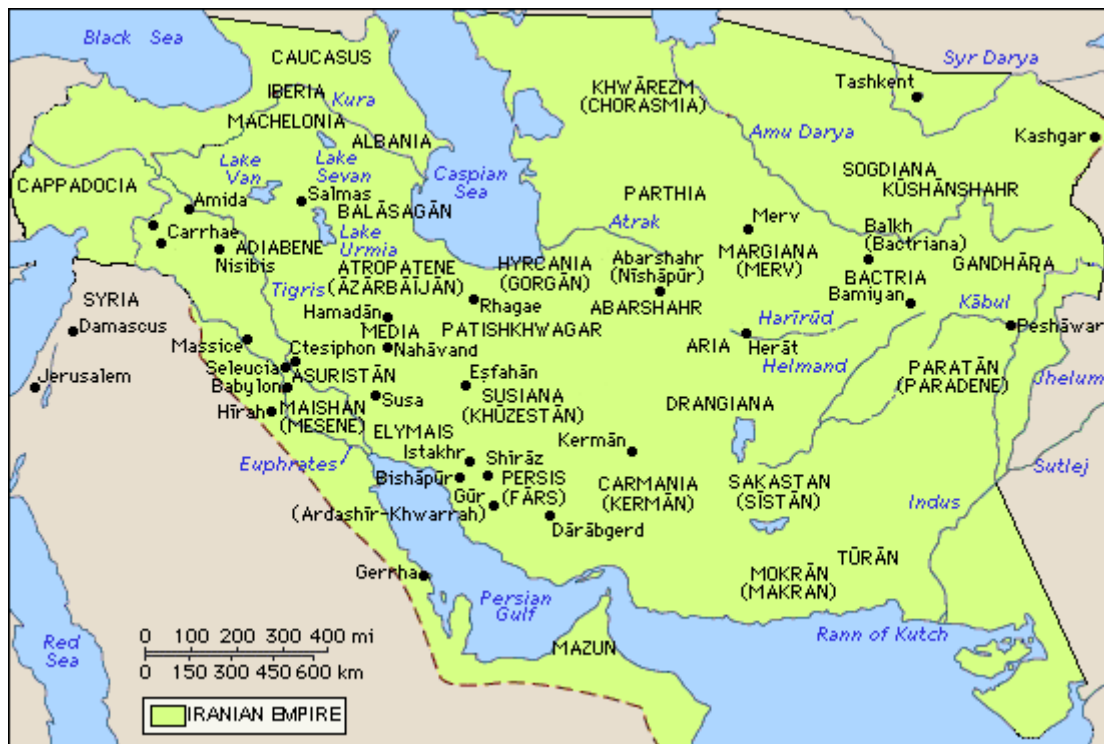 Black Sea
CAUCASUS
IBERIA
Kura
MACHELONIA
ALBANIA
Lake
Van
Lake
Sevan
Caspian
Sea
CAPPADOCIA
Amida
Salmas
BALĀSAGĀN
Carrhae
ADIABENE
Nisibis
Lake
Urmia
ATROPATENE
(ĀZĀRBĀIJĀN)
Tigris
HYRCANIA
(GORGĀN)
KHWĀREZM
(CHORASMIA)
Tashkent
Syr Darya
Amu Darya
Kashgar
SOGDIANA
KŪSHĀNSHAHR
PARTHIA
Atrak
Merv
MARGIANA
(MERV)
Balkh
(Bactriana)
BACTRIA
Bamiyan
GANDHĀRA
Kābul
Peshāwar
Abarshahr
(Nīshāpūr)
ABARSHAHR
Rhagae
Hamadān
MEDIA
PATISHKHWAGAR
Nahāvand
SYRIA
Damascus
Massice
Jerusalem
Ctesiphon
Seleucia
ASURISTĀN
Babylon
Hīrah
MAISHĀN
(MESENE)
Susa
Eşfahān
SUSIANA
(KHŪZESTĀN)
ELYMAIS
Euphrates
Harīrūd
ARIA
Herāt
Helmand
PARATĀN
(PARADENE)
Jhelum
DRANGIANA
Istakhr
Shīrāz
Bishāpūr
PERSIS
(FĀRS)
Gūr
(Ardashīr-Khwarrah)
Dārābgerd
Kermān
CARMANIA
(KERMĀN)
SAKASTAN
(SĪSTĀN)
Indus
Sutlej
TŪRĀN
MOKRĀN
(MAKRAN)
Gerrha
Persian
Gulf
MAZUN
Rann of Kutch
Red
Sea
0 100 200 300 400 mi
0 150 300 450 600 km
IRANIAN EMPIRE